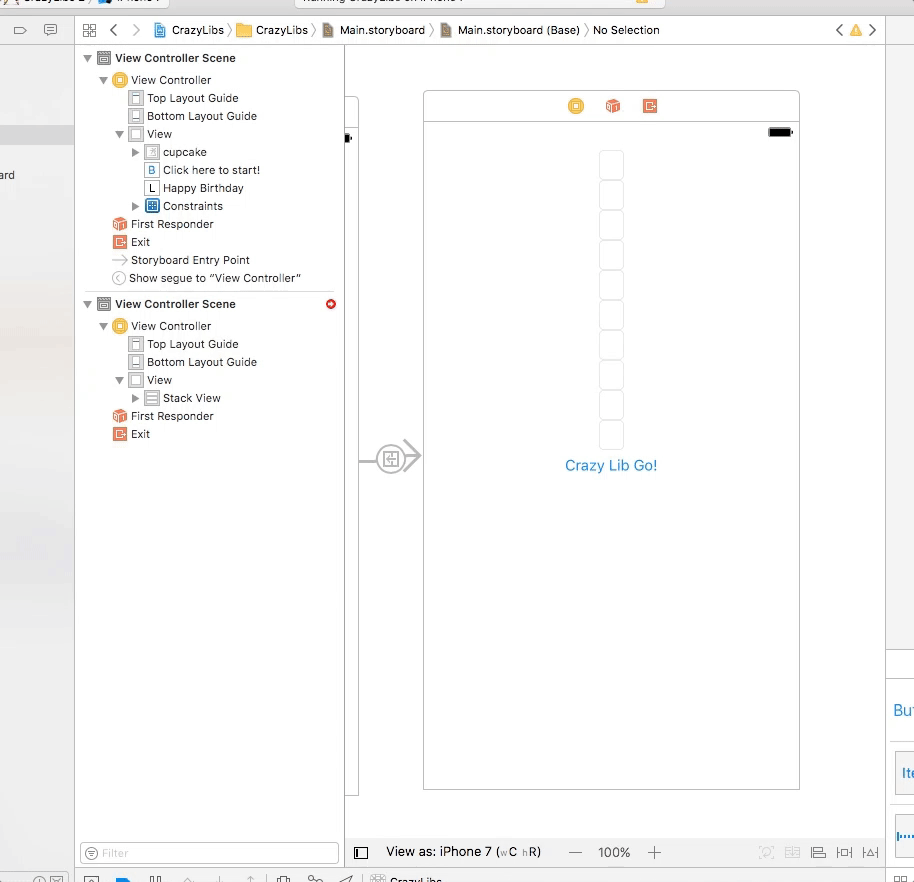 CrazyLibs CrazyLibs Main.storyboard Main.storyboard (Base) No Selection
View Controller Scene
View Controller
Top Layout Guide
Bottom Layout Guide
View
cupcake
B Click here to start!
L Happy Birthday
Constraints
First Responder
Exit
Storyboard Entry Point
Show segue to “View Controller”
View Controller Scene
View Controller
Top Layout Guide
Bottom Layout Guide
View
Stack View
First Responder
Exit
Crazy Lib Go!
Filter
View as: iPhone 7 (wC hR)
100%
CrazyLibs